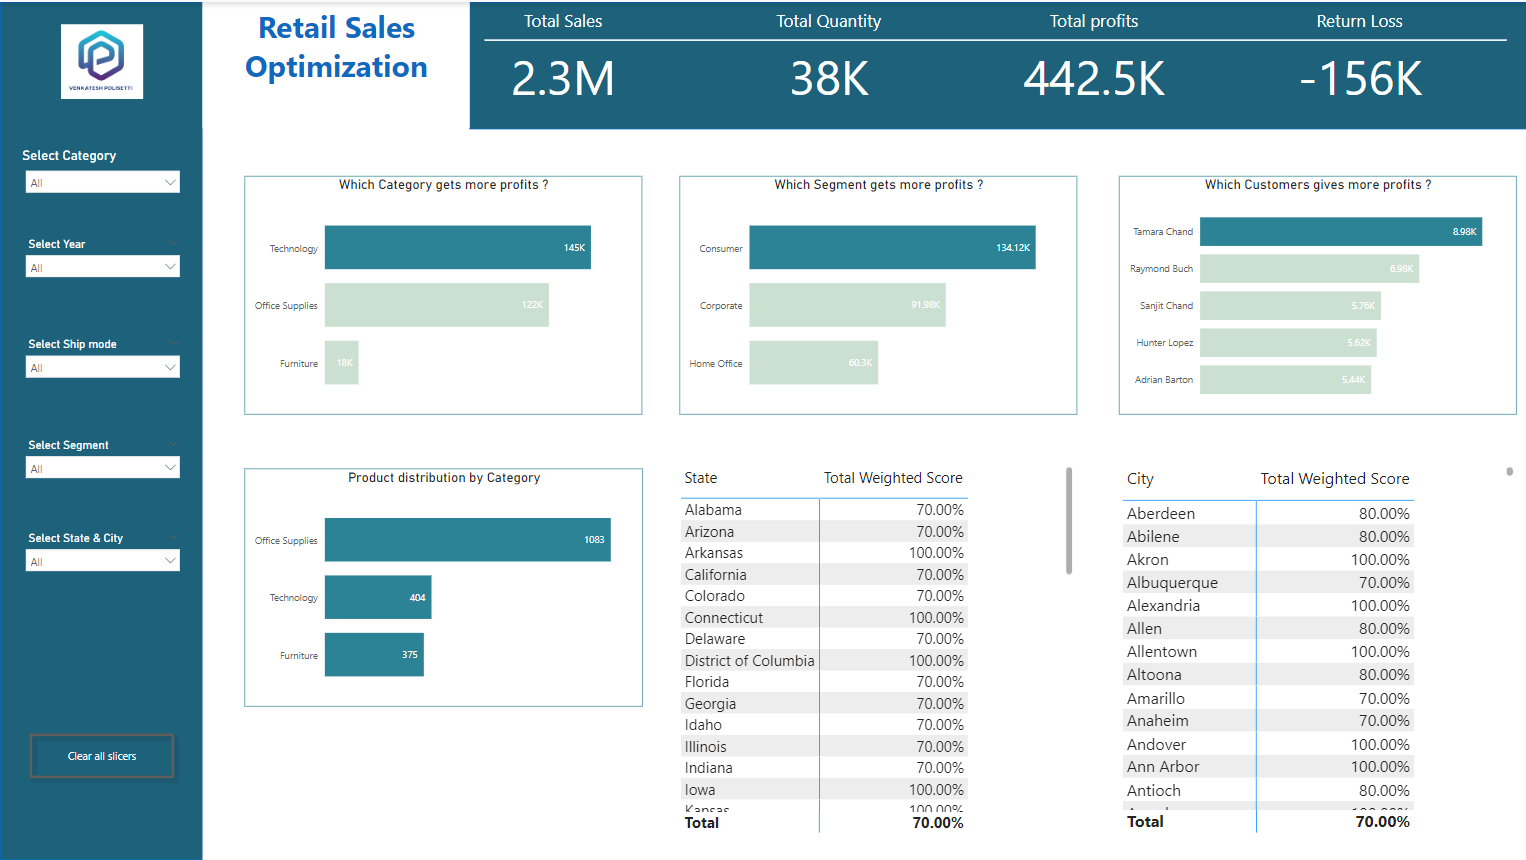 VENKATESH POLISETTI
Retail Sales
Optimization
Total Sales
Total Quantity
Total profits
Return Loss
2.3M
38K
442.5K
-156K
Select Category
All
Select Year
All
Select Ship mode
All
Select Segment
All
Select State & City
All
Clear all slicers
Which Category gets more profits ?
Technology 145K
Office Supplies 122K
Furniture 18K
Which Segment gets more profits ?
Consumer 134.12K
Corporate 91.98K
Home Office 60.3K
Which Customers gives more profits ?
Tamara Chand 8.98K
Raymond Buch 6.98K
Sanjit Chand 5.76K
Hunter Lopez 5.62K
Adrian Barton 5.44K
Product distribution by Category
Office Supplies 1083
Technology 404
Furniture 375
State Total Weighted Score
Alabama 70.00%
Arizona 70.00%
Arkansas 100.00%
California 70.00%
Colorado 70.00%
Connecticut 100.00%
Delaware 70.00%
District of Columbia 100.00%
Florida 70.00%
Georgia 70.00%
Idaho 70.00%
Illinois 70.00%
Indiana 70.00%
Iowa 100.00%
Kansas 100.00%
Total 70.00%
City Total Weighted Score
Aberdeen 80.00%
Abilene 80.00%
Akron 100.00%
Albuquerque 70.00%
Alexandria 100.00%
Allen 80.00%
Allentown 100.00%
Altoona 80.00%
Amarillo 70.00%
Anaheim 70.00%
Andover 100.00%
Ann Arbor 100.00%
Antioch 80.00%
Total 70.00%